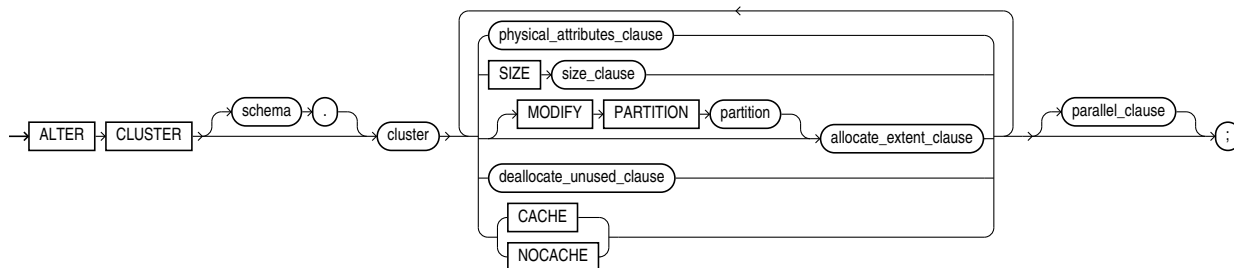 physical_attributes_clause
SIZE size_clause
schema . MODIFY PARTITION partition parallel_clause
ALTER CLUSTER cluster allocate_extent_clause ;
deallocate_unused_clause
CACHE
NOCACHE